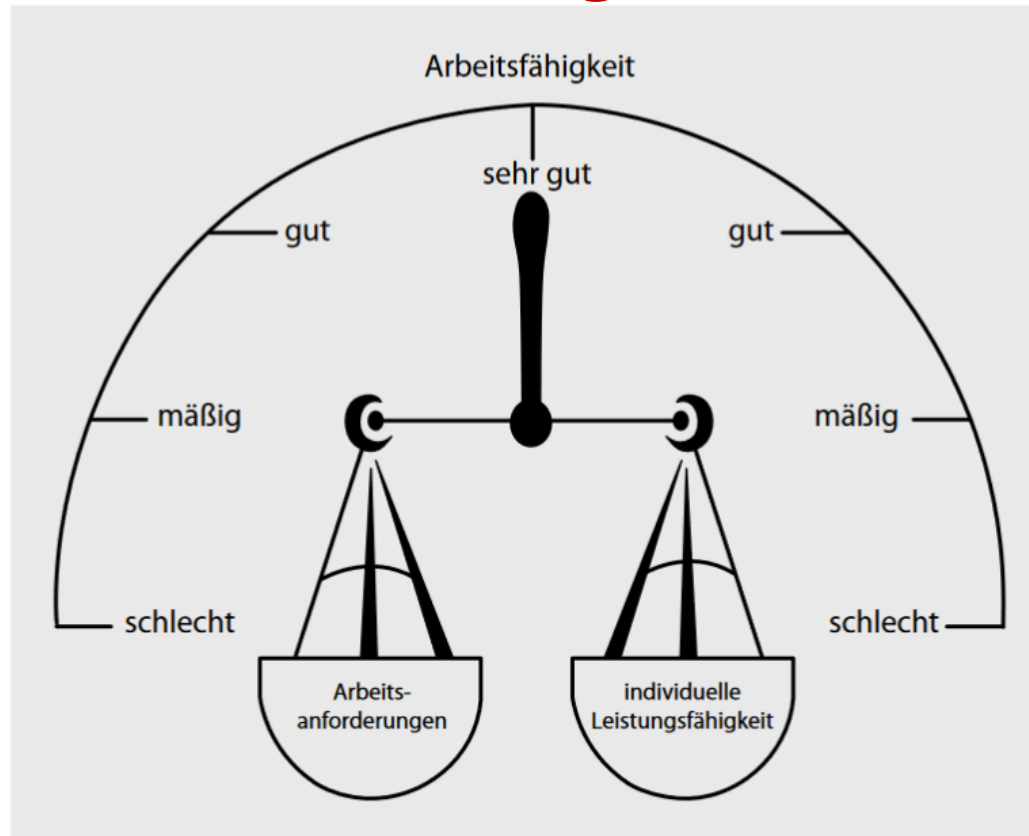 Arbeitsfähigkeit
sehr gut
gut
gut
mäßig
mäßig
schlecht
schlecht
Arbeits-
anforderungen
individuelle
Leistungsfähigkeit